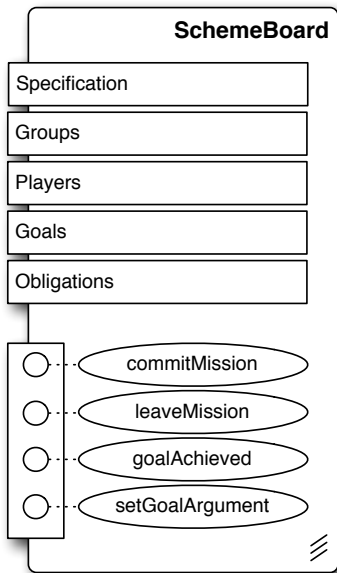 SchemeBoard
Specification
Groups
Players
Goals
Obligations
commitMission
leaveMission
goalAchieved
setGoalArgument